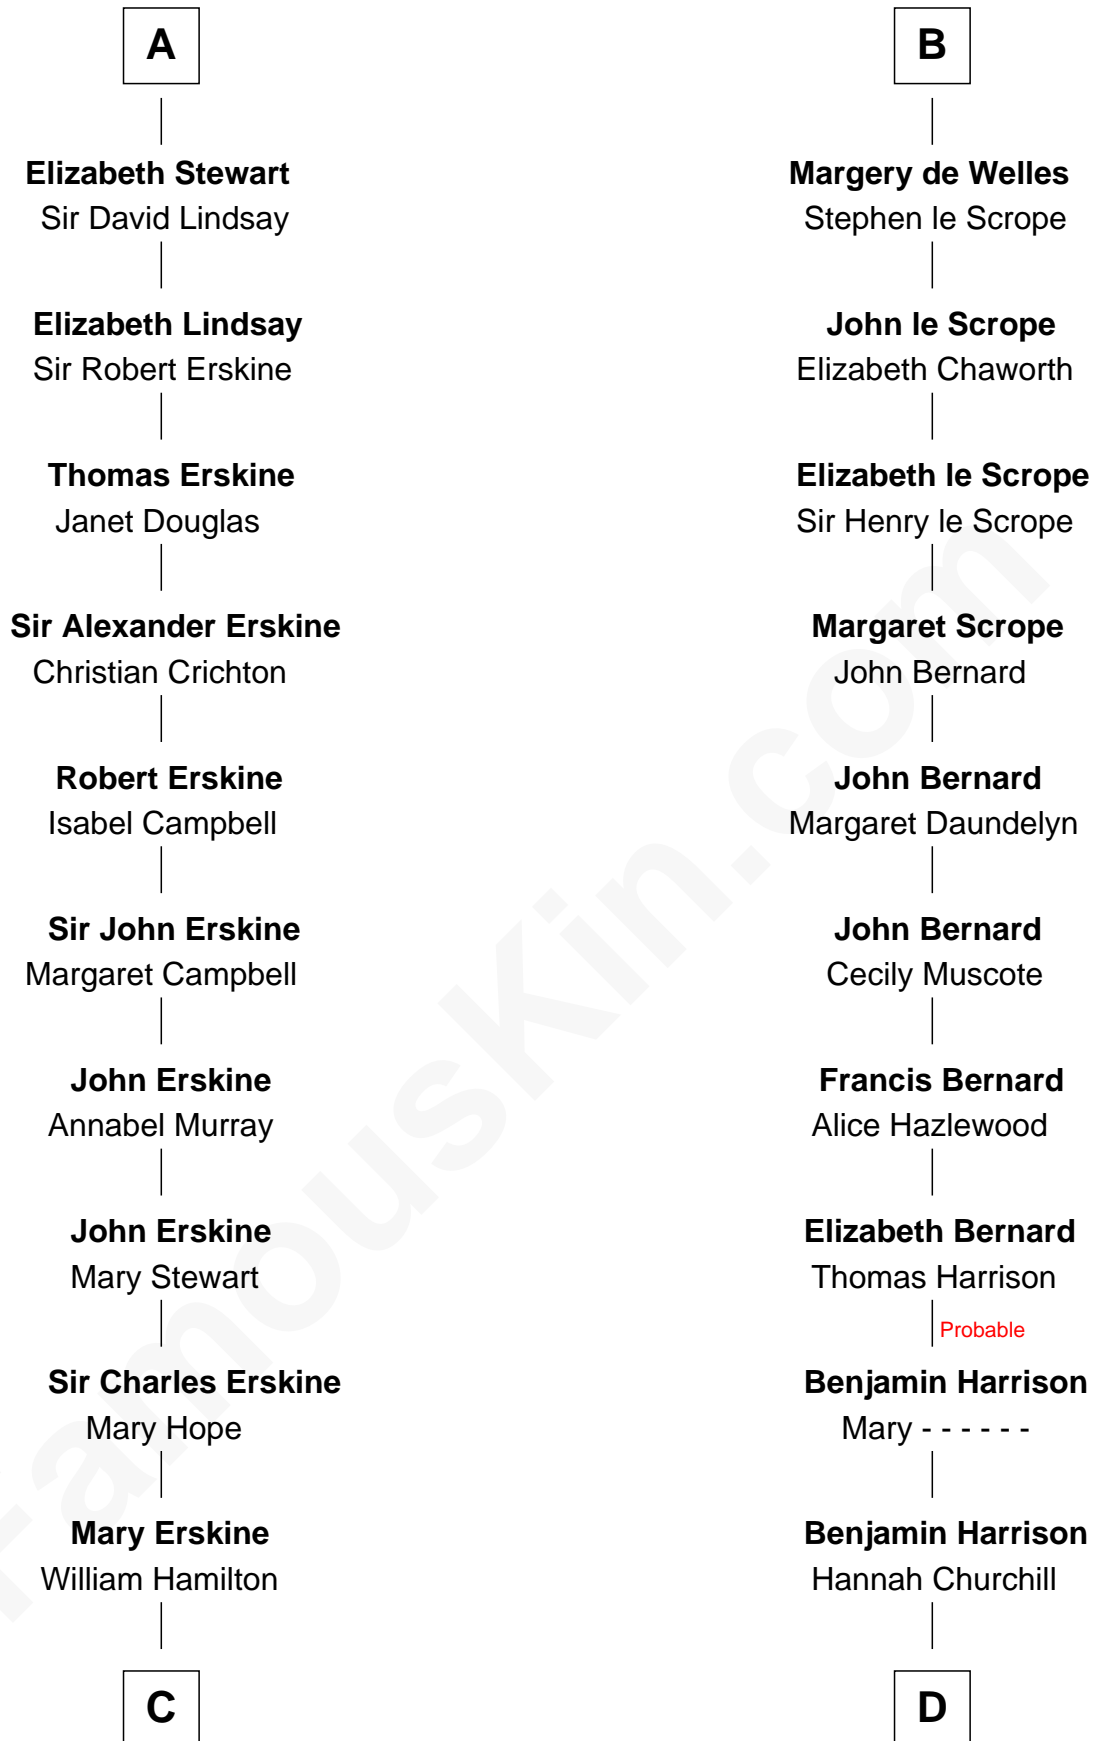 A
Elizabeth Stewart
Sir David Lindsay
Elizabeth Lindsay
Sir Robert Erskine
Thomas Erskine
Janet Douglas
Sir Alexander Erskine
Christian Crichton
Robert Erskine
Isabel Campbell
Sir John Erskine
Margaret Campbell
John Erskine
Annabel Murray
John Erskine
Mary Stewart
Sir Charles Erskine
Mary Hope
Mary Erskine
William Hamilton
C
B
Margery de Welles
Stephen le Scrope
John le Scrope
Elizabeth Chaworth
Elizabeth le Scrope
Sir Henry le Scrope
Margaret Scrope
John Bernard
John Bernard
Margaret Daundelyn
John Bernard
Cecily Muscote
Francis Bernard
Alice Hazlewood
Elizabeth Bernard
Thomas Harrison
Probable
Benjamin Harrison
Mary - - - - - -
Benjamin Harrison
Hannah Churchill
D
FamousKin.com